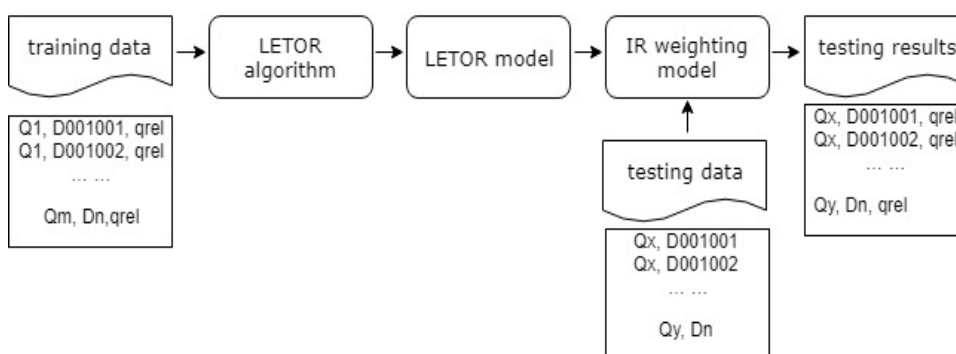 training data
LETOR
algorithm
LETOR model
IR weighting
model
testing results
Q1, D001001, qrel
Q1, D001002, qrel
... ...
Qm, Dn,qrel
testing data
Qx, D001001
Qx, D001002
... ...
Qy, Dn
Qx, D001001, qrel
Qx, D001002, qrel
... ...
Qy, Dn, qrel